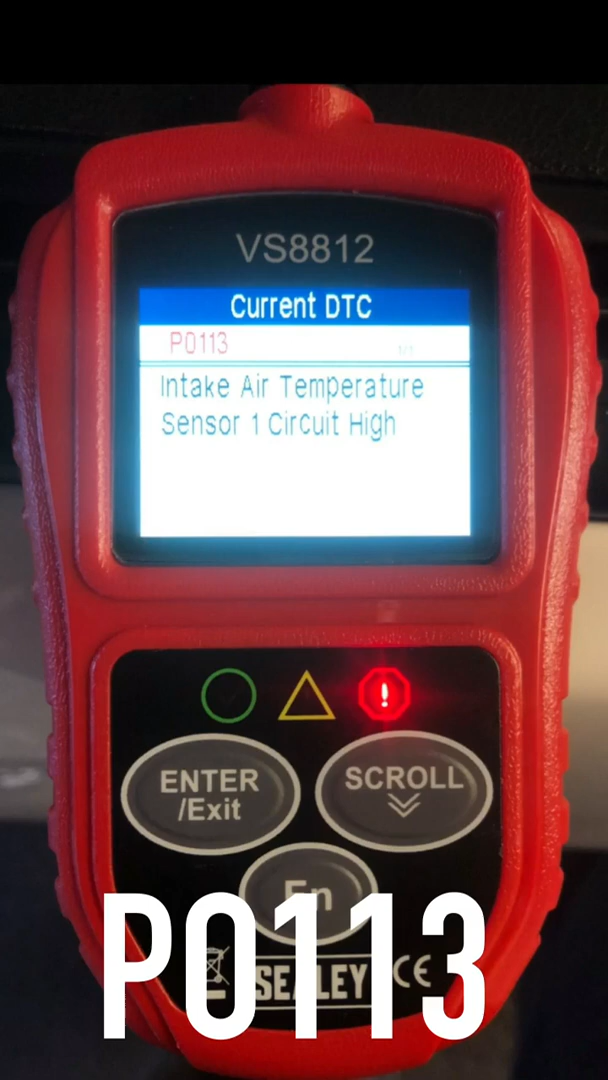 VS8812
Current DTC
P0113
Intake Air Temperature
Sensor 1 Circuit High
ENTER
/Exit
SCROLL
Fn
SEALEY
CE
P0113